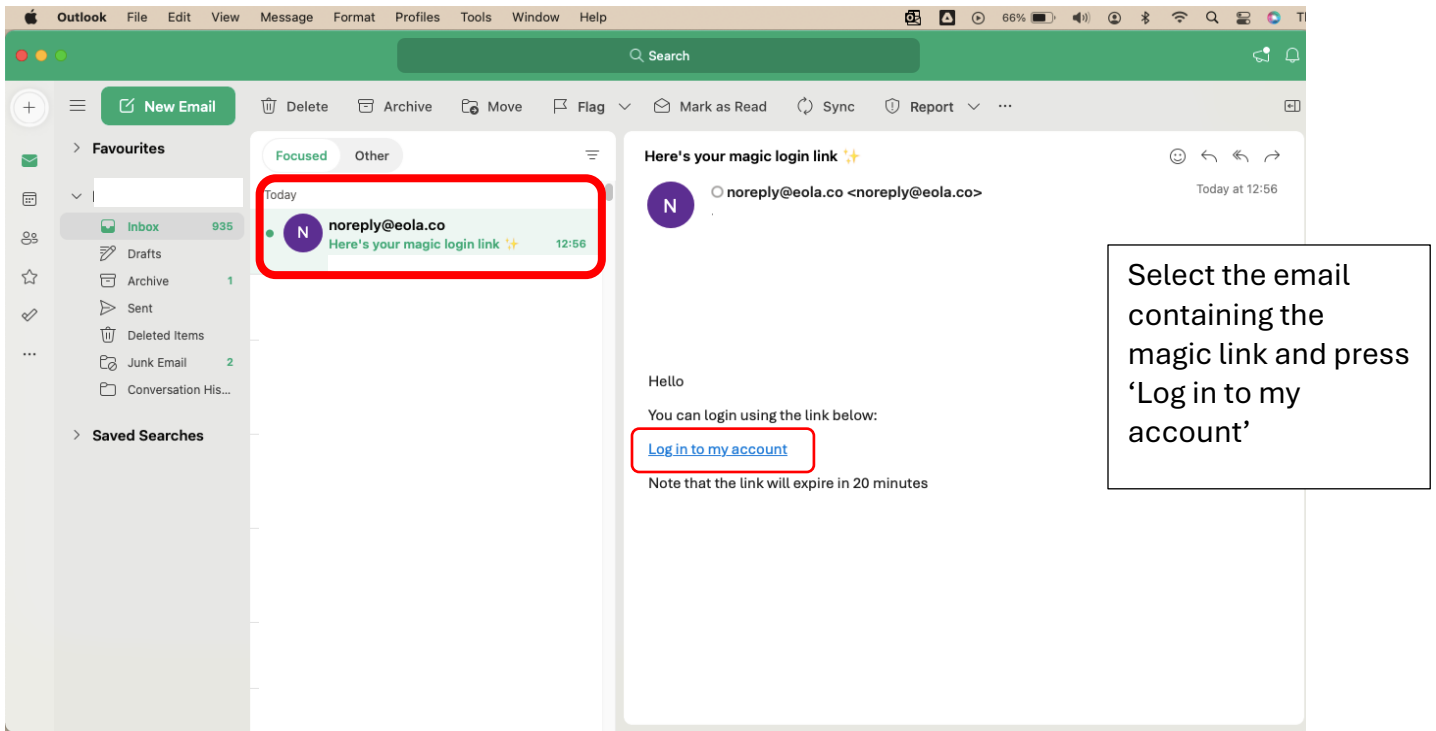 Outlook File Edit View Message Format Profiles Tools Window Help 66%
Search
New Email Delete Archive Move Flag Mark as Read Sync Report ...
Favourites
Inbox 935
Drafts
Archive 1
Sent
Deleted Items
Junk Email 2
Conversation His...
Saved Searches
Focused Other
Today
N
noreply@eola.co
Here's your magic login link ✨ 12:56
Here's your magic login link ✨
N
noreply@eola.co <noreply@eola.co>
Today at 12:56
Hello
You can login using the link below:
Log in to my account
Note that the link will expire in 20 minutes
Select the email
containing the
magic link and press
‘Log in to my
account’